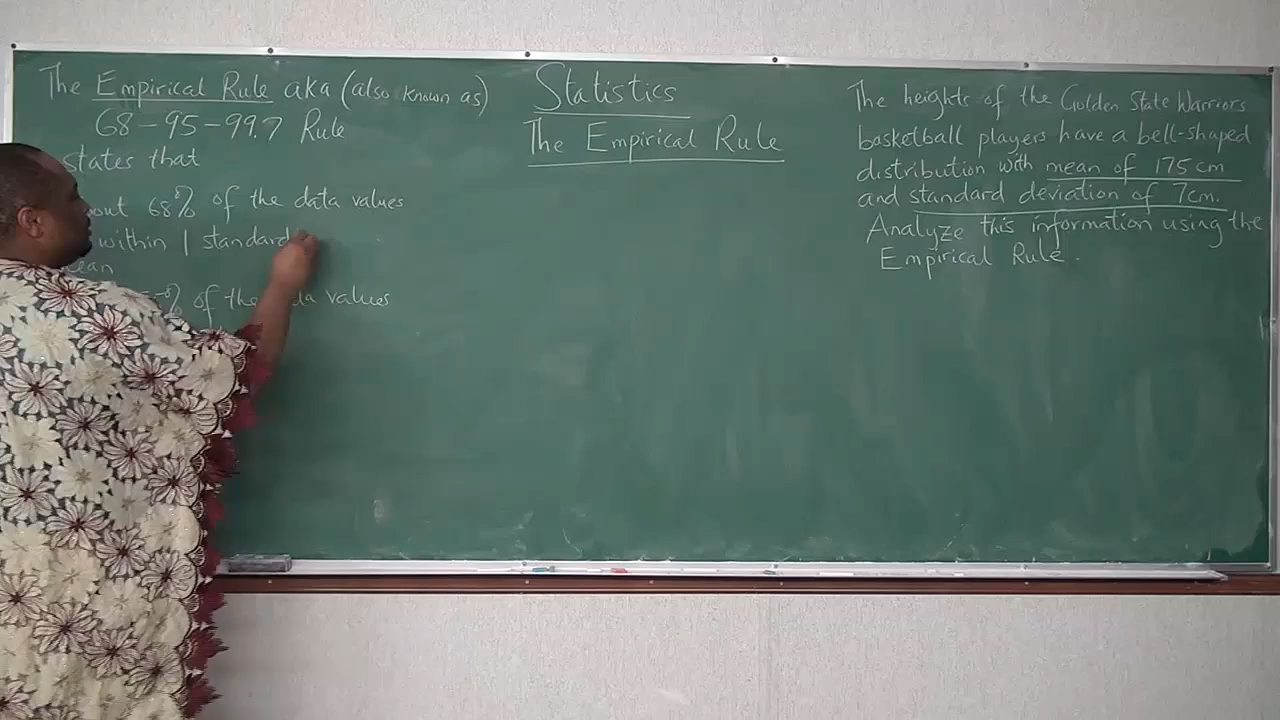 The Empirical Rule aka (also known as)
68-95-99.7 Rule
states that
68% of the data values
within 1 standard
% of the values
Statistics
The Empirical Rule
The heights of the Golden State Warriors
basketball players have a bell-shaped
distribution with mean of 175 cm
and standard deviation of 7cm.
Analyze this information using the
Empirical Rule.